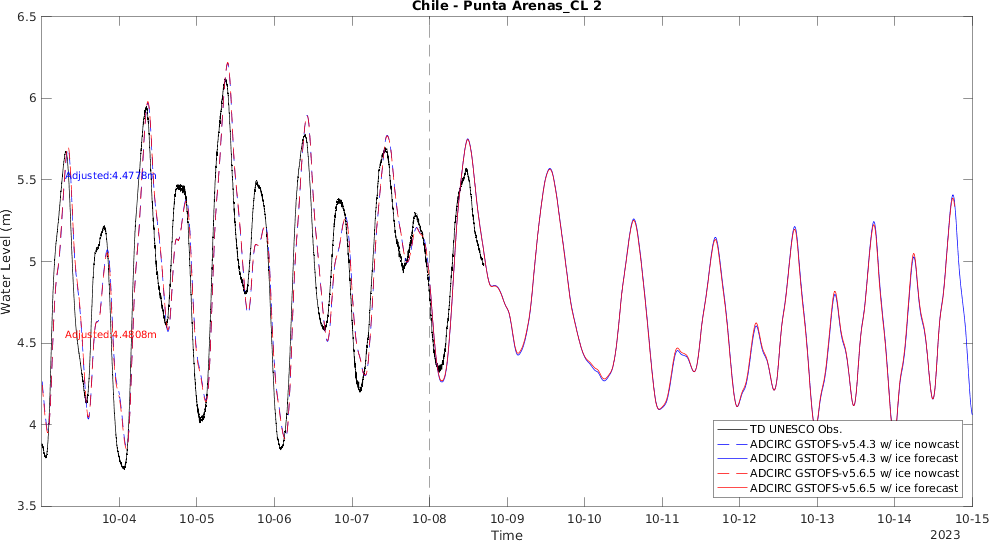 Chile - Punta Arenas_CL 2
6.5
6
5.5
5
4.5
4
3.5
Water Level (m)
Adjusted:4.4778m
Adjusted:4.4808m
TD UNESCO Obs.
ADCIRC GSTOFS-v5.4.3 w/ ice nowcast
ADCIRC GSTOFS-v5.4.3 w/ ice forecast
ADCIRC GSTOFS-v5.6.5 w/ ice nowcast
ADCIRC GSTOFS-v5.6.5 w/ ice forecast
10-04 10-05 10-06 10-07 10-08 10-09 10-10 10-11 10-12 10-13 10-14 10-15
Time
2023